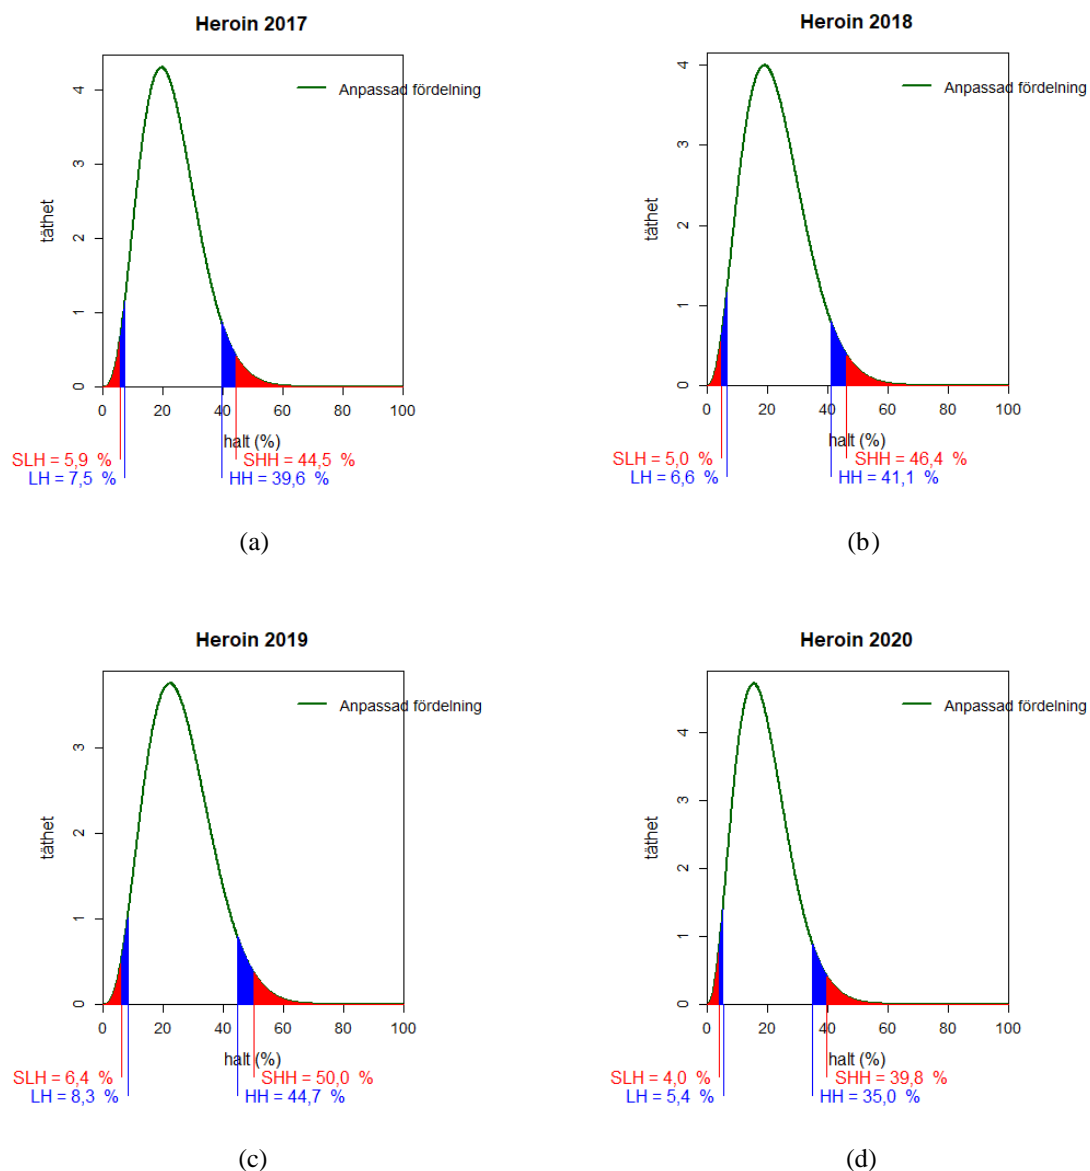 Heroin 2017
Anpassad fördelning
täthet
0 1 2 3 4
0 20 40 60 80 100
halt (%)
SLH = 5,9 % SHH = 44,5 %
LH = 7,5 % HH = 39,6 %
(a)
Heroin 2018
Anpassad fördelning
täthet
0 1 2 3 4
0 20 40 60 80 100
halt (%)
SLH = 5,0 % SHH = 46,4 %
LH = 6,6 % HH = 41,1 %
(b)
Heroin 2019
Anpassad fördelning
täthet
0 1 2 3
0 20 40 60 80 100
halt (%)
SLH = 6,4 % SHH = 50,0 %
LH = 8,3 % HH = 44,7 %
(c)
Heroin 2020
Anpassad fördelning
täthet
0 1 2 3 4
0 20 40 60 80 100
halt (%)
SLH = 4,0 % SHH = 39,8 %
LH = 5,4 % HH = 35,0 %
(d)